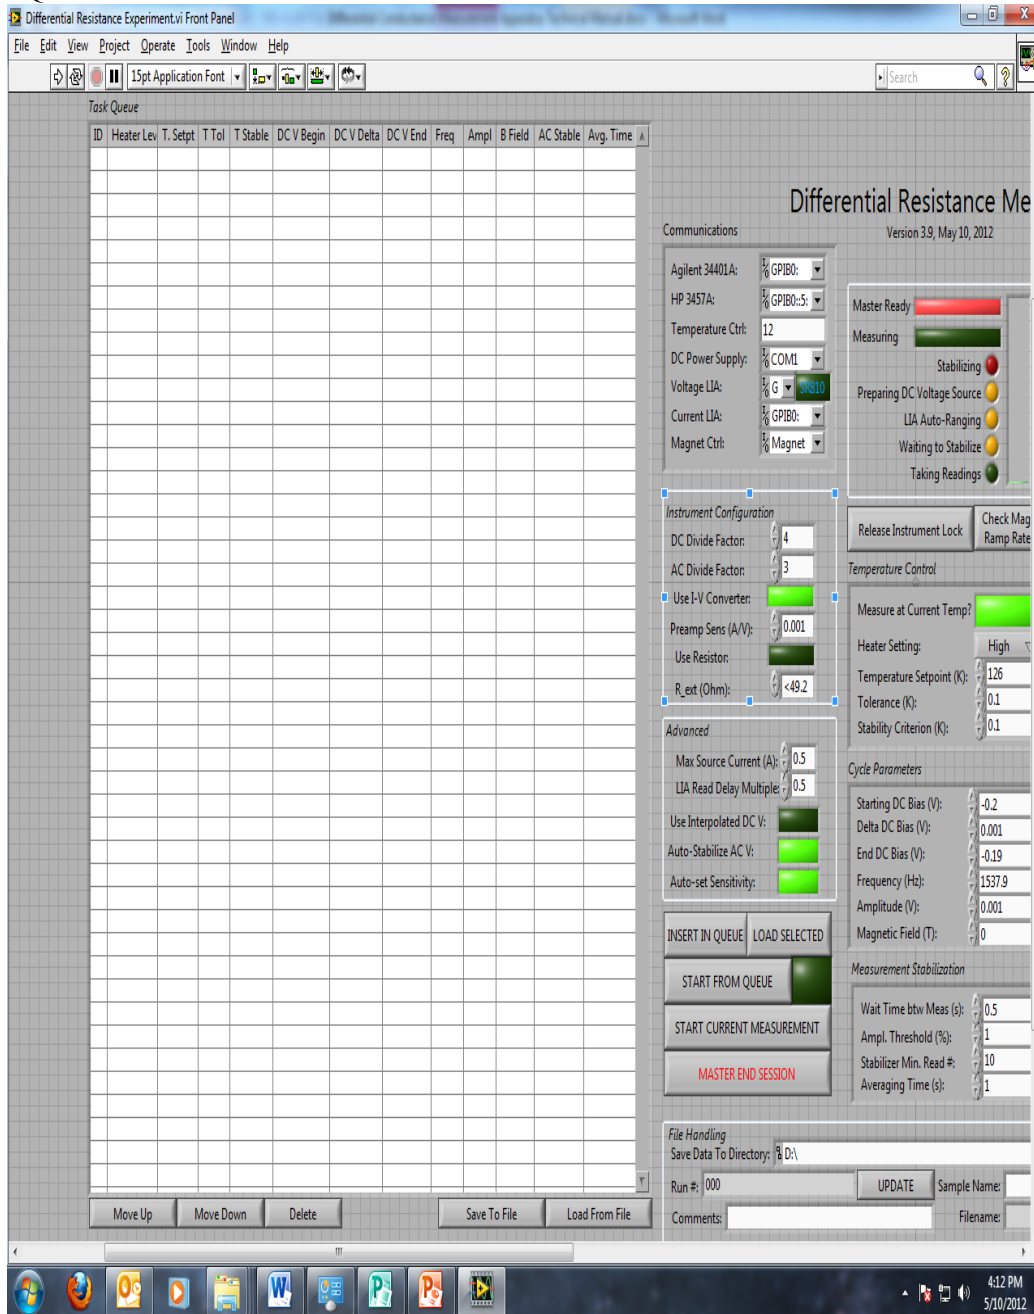 Differential Resistance Experiment.vi Front Panel
File Edit View Project Operate Tools Window Help
15pt Application Font
Search
Task Queue
ID Heater Lev T. Setpt T Tol T Stable DC V Begin DC V Delta DC V End Freq Ampl B Field AC Stable Avg. Time
Differential Resistance Me
Version 3.9, May 10, 2012
Communications
Agilent 34401A: GPIB0:
HP 3457A: GPIB0::5:
Temperature Ctrl: 12
DC Power Supply: COM1
Voltage LIA: G SR810
Current LIA: GPIB0:
Magnet Ctrl: Magnet
Master Ready
Measuring
Stabilizing
Preparing DC Voltage Source
LIA Auto-Ranging
Waiting to Stabilize
Taking Readings
Instrument Configuration
DC Divide Factor: 4
AC Divide Factor: 3
Use I-V Converter:
Preamp Sens (A/V): 0.001
Use Resistor:
R_ext (Ohm): <49.2
Release Instrument Lock
Check Mag
Ramp Rate
Temperature Control
Measure at Current Temp?
Heater Setting: High
Temperature Setpoint (K): 126
Tolerance (K): 0.1
Stability Criterion (K): 0.1
Advanced
Max Source Current (A): 0.5
LIA Read Delay Multiple: 0.5
Use Interpolated DC V:
Auto-Stabilize AC V:
Auto-set Sensitivity:
Cycle Parameters
Starting DC Bias (V): -0.2
Delta DC Bias (V): 0.001
End DC Bias (V): -0.19
Frequency (Hz): 1537.9
Amplitude (V): 0.001
Magnetic Field (T): 0
INSERT IN QUEUE LOAD SELECTED
START FROM QUEUE
START CURRENT MEASUREMENT
MASTER END SESSION
Measurement Stabilization
Wait Time btw Meas (s): 0.5
Ampl. Threshold (%): 1
Stabilizer Min. Read #: 10
Averaging Time (s): 1
File Handling
Save Data To Directory: D:\
Run #: 000 UPDATE Sample Name:
Comments: Filename:
Move Up Move Down Delete Save To File Load From File
4:12 PM
5/10/2012